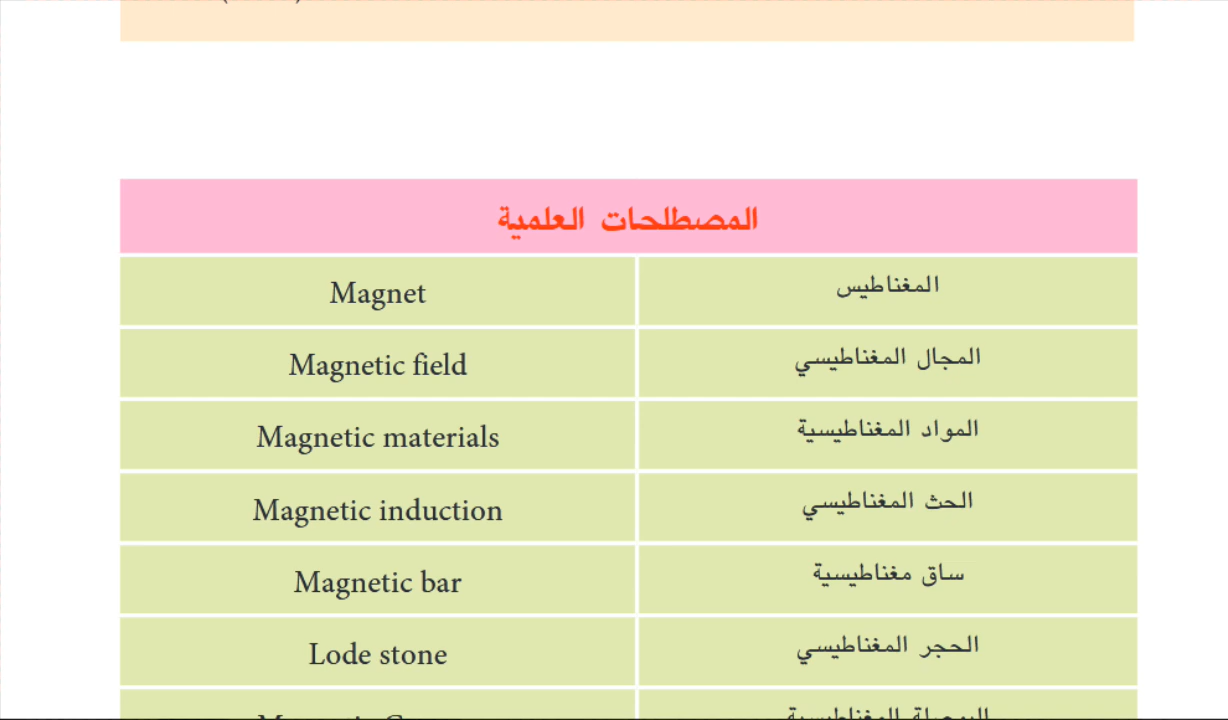 المصطلحات العلمية
المغناطيس Magnet
المجال المغناطيسي Magnetic field
المواد المغناطيسية Magnetic materials
الحث المغناطيسي Magnetic induction
ساق مغناطيسية Magnetic bar
الحجر المغناطيسي Lode stone